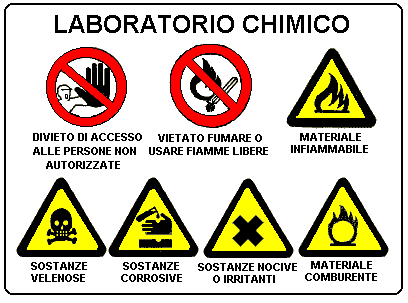 LABORATORIO CHIMICO
DIVIETO DI ACCESSO
ALLE PERSONE NON
AUTORIZZATE
VIETATO FUMARE O
USARE FIAMME LIBERE
MATERIALE
INFIAMMABILE
SOSTANZE
VELENOSE
SOSTANZE
CORROSIVE
SOSTANZE NOCIVE
O IRRITANTI
MATERIALE
COMBURENTE